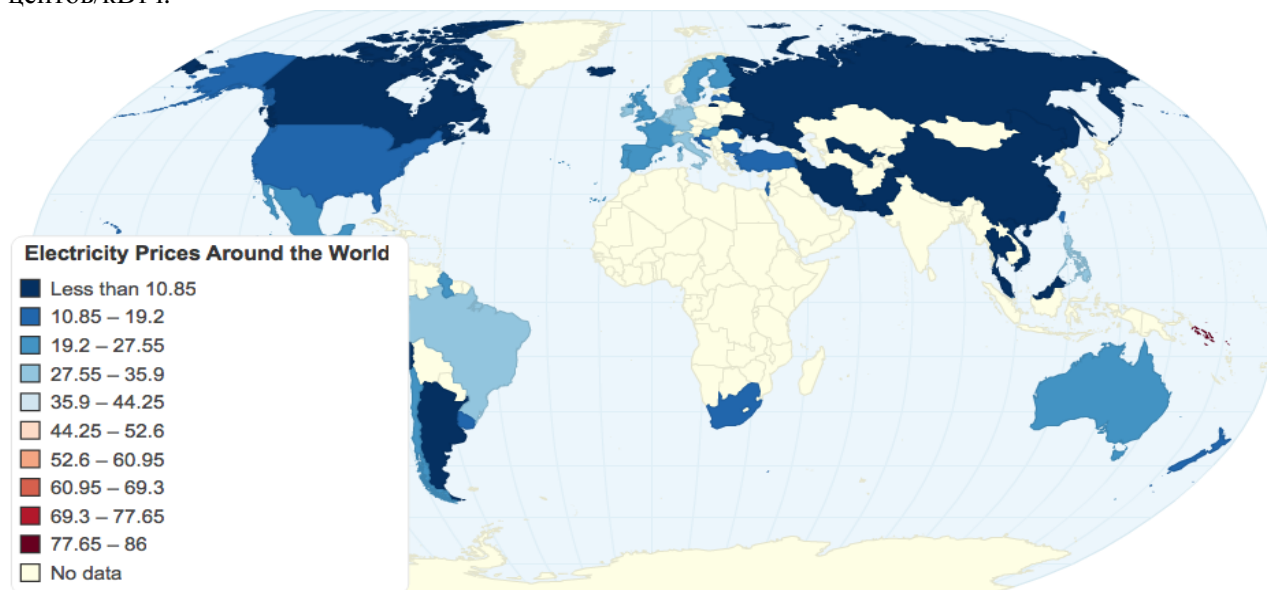 центов/кВт·ч.
Electricity Prices Around the World
Less than 10.85
10.85 – 19.2
19.2 – 27.55
27.55 – 35.9
35.9 – 44.25
44.25 – 52.6
52.6 – 60.95
60.95 – 69.3
69.3 – 77.65
77.65 – 86
No data